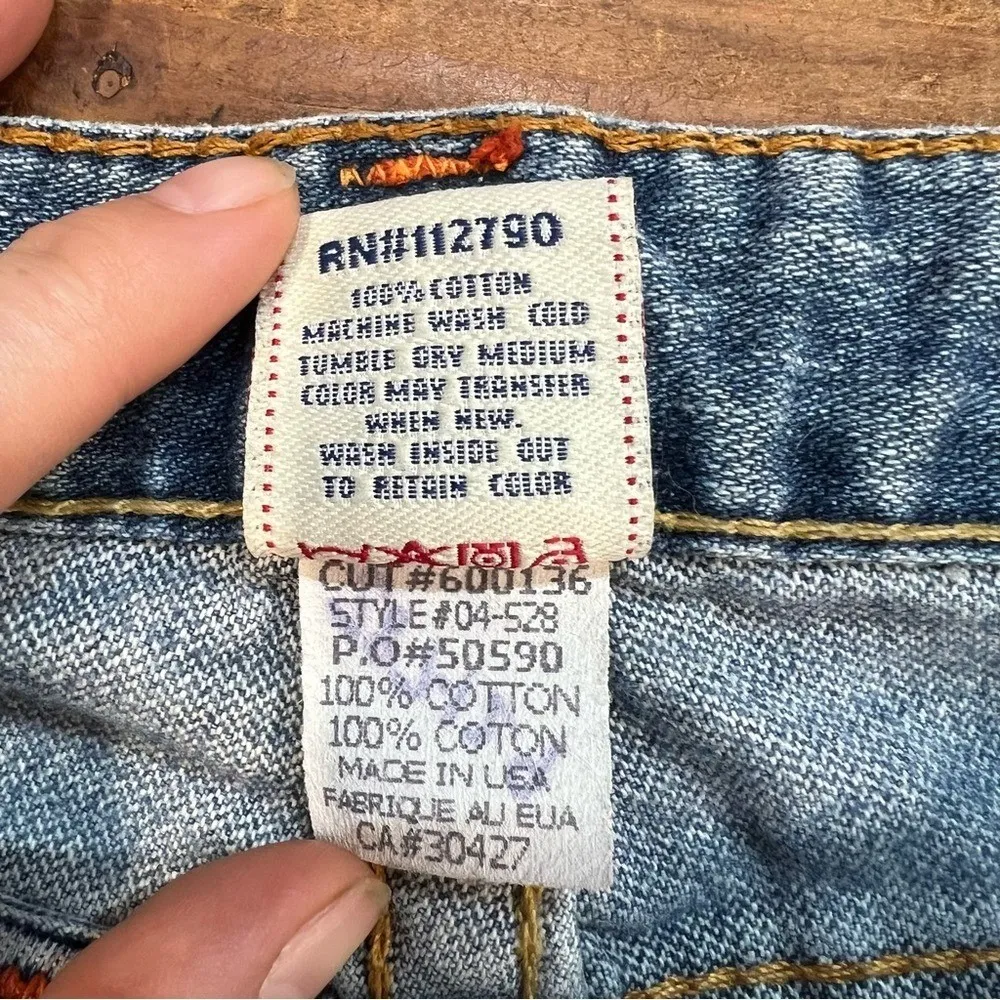 RN#112790
100% COTTON
MACHINE WASH COLD
TUMBLE DRY MEDIUM
COLOR MAY TRANSFER
WHEN NEW.
WASH INSIDE OUT
TO RETAIN COLOR
CUT#600136
STYLE#04-528
P.O#50590
100% COTTON
100% COTON
MADE IN USA
FABRIQUE AU EUA
CA#30427